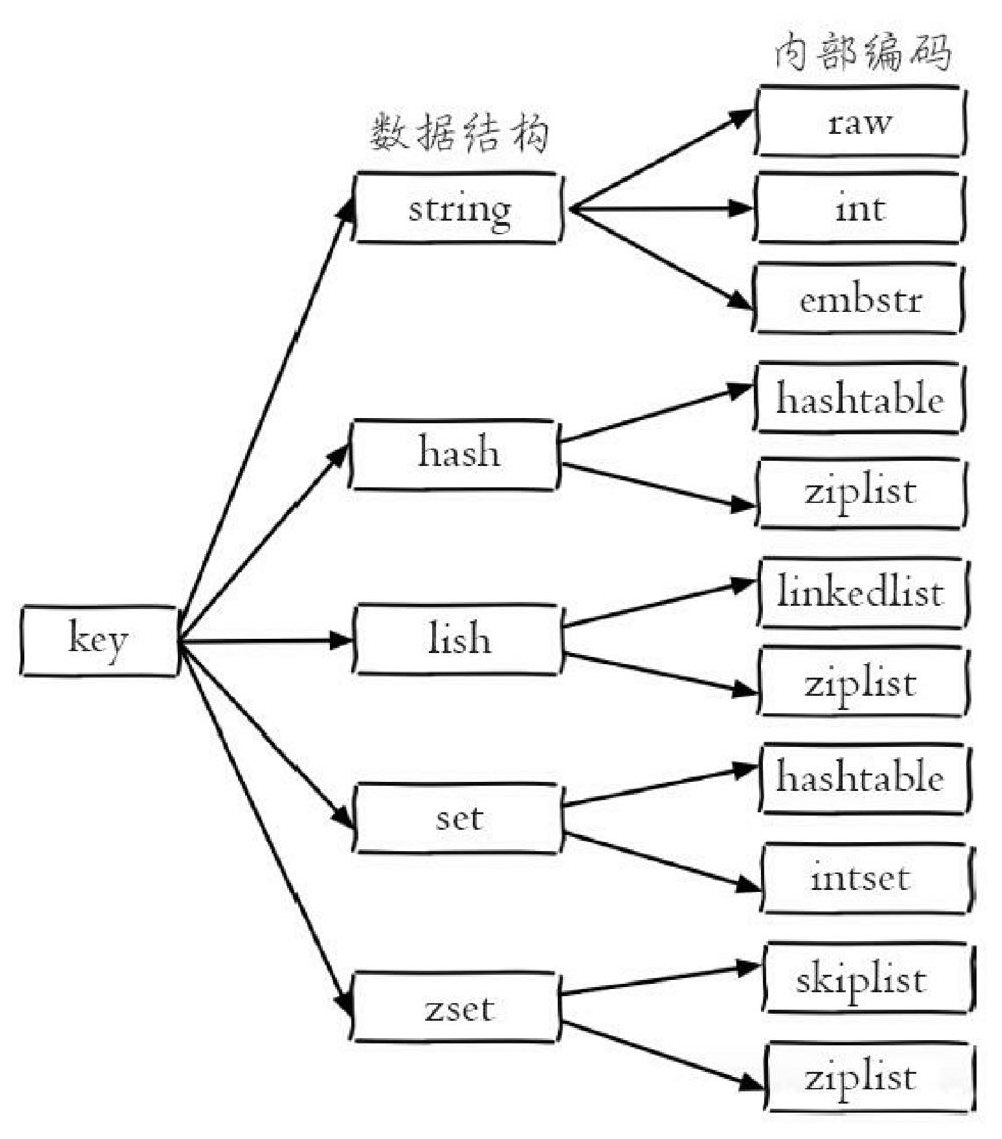 内部编码
数据结构
raw
string
int
embstr
hashtable
hash
ziplist
linkedlist
key
lish
ziplist
hashtable
set
intset
skiplist
zset
ziplist